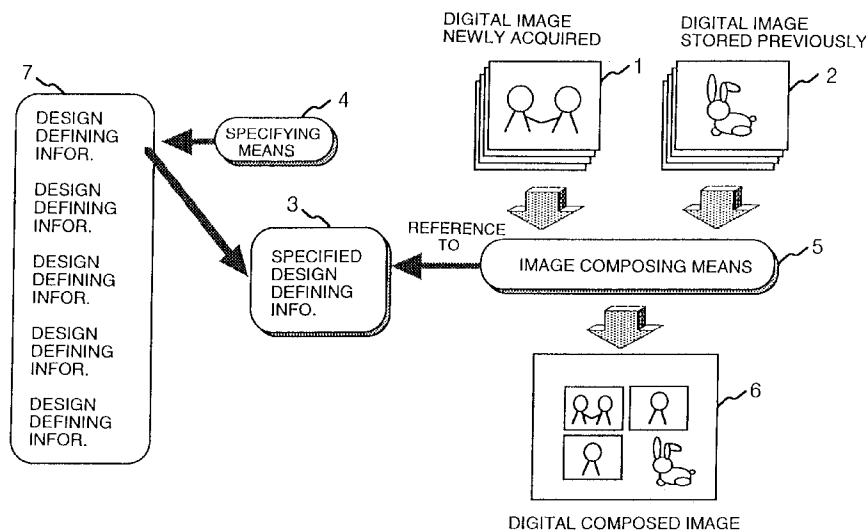 DIGITAL IMAGE
NEWLY ACQUIRED
DIGITAL IMAGE
STORED PREVIOUSLY
1
2
7
DESIGN
DEFINING
INFOR.
DESIGN
DEFINING
INFOR.
DESIGN
DEFINING
INFOR.
DESIGN
DEFINING
INFOR.
DESIGN
DEFINING
INFOR.
4
SPECIFYING
MEANS
3
SPECIFIED
DESIGN
DEFINING
INFO.
REFERENCE
TO
IMAGE COMPOSING MEANS
5
6
DIGITAL COMPOSED IMAGE